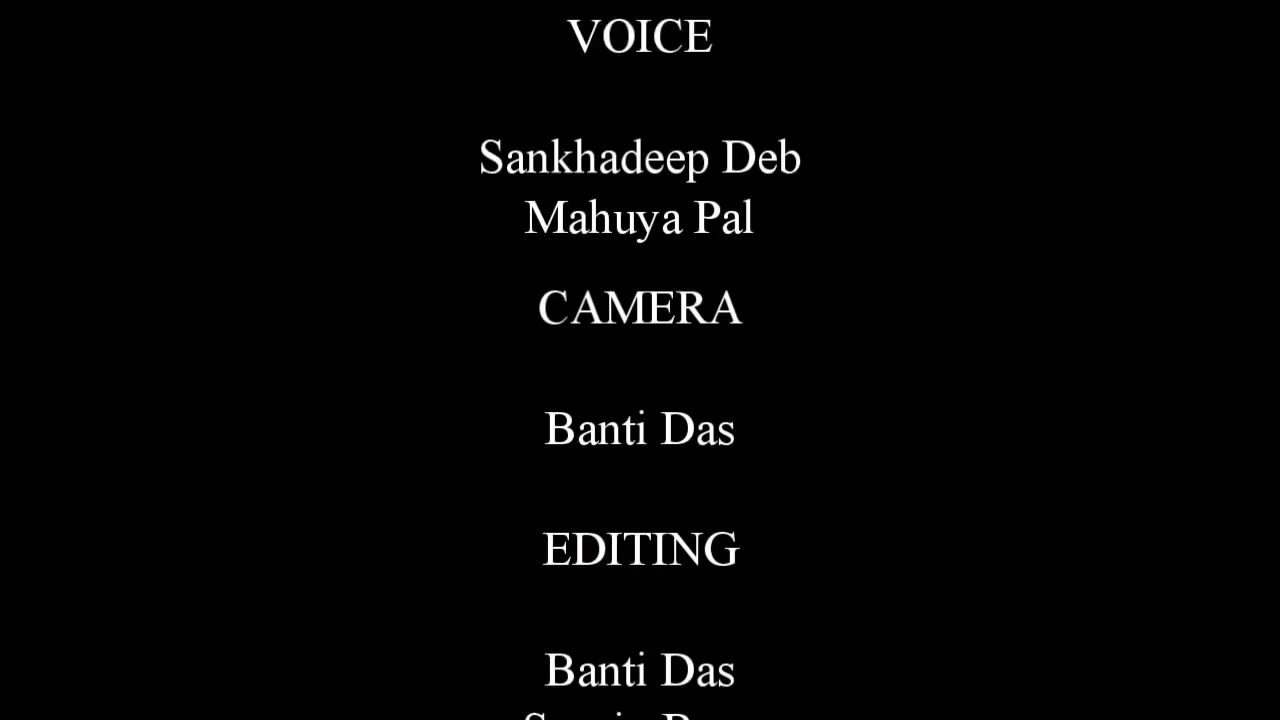 VOICE
Sankhadeep Deb
Mahuya Pal
CAMERA
Banti Das
EDITING
Banti Das